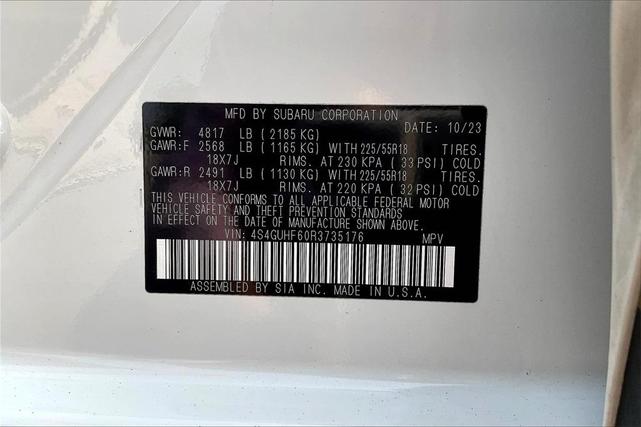 MFD BY SUBARU CORPORATION
GVWR: 4817 LB (2185 KG) DATE: 10/23
GAWR:F 2568 LB (1165 KG) WITH 225/55R18 TIRES.
18X7J RIMS. AT 230 KPA (33 PSI) COLD
GAWR:R 2491 LB (1130 KG) WITH 225/55R18 TIRES.
18X7J RIMS. AT 220 KPA (32 PSI) COLD
THIS VEHICLE CONFORMS TO ALL APPLICABLE FEDERAL MOTOR
VEHICLE SAFETY AND THEFT PREVENTION STANDARDS
IN EFFECT ON THE DATE OF MANUFACTURE SHOWN ABOVE.
VIN: 4S4GUHF60R3735176 MPV
ASSEMBLED BY SIA INC. MADE IN U.S.A.